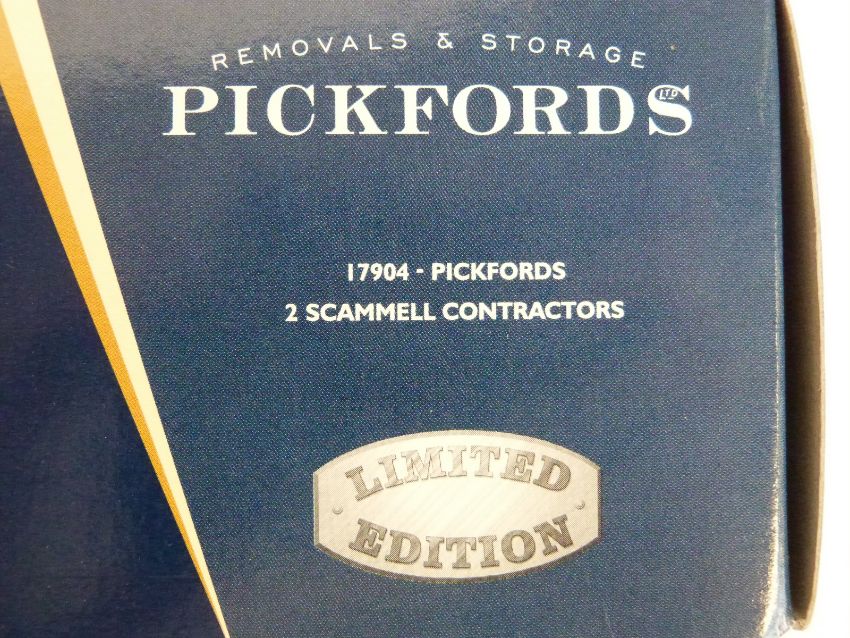 REMOVALS & STORAGE
PICKFORDS LTD
17904 - PICKFORDS
2 SCAMMELL CONTRACTORS
LIMITED
EDITION